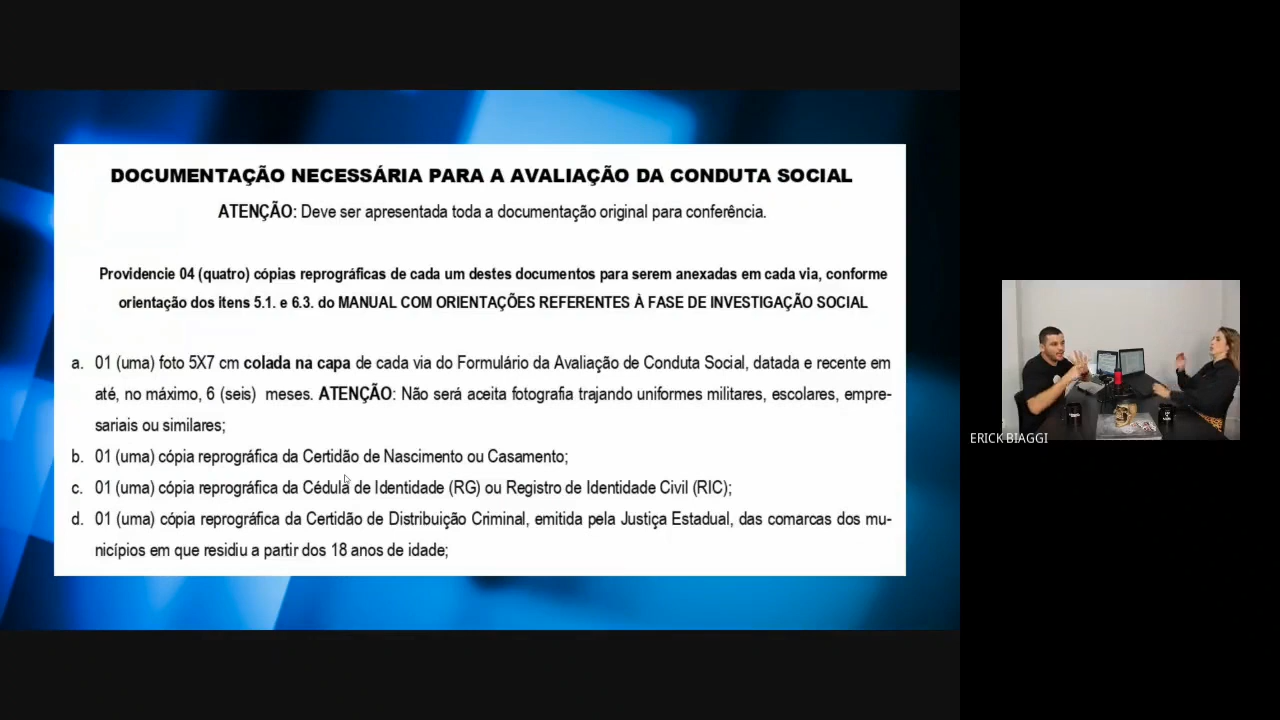 DOCUMENTAÇÃO NECESSÁRIA PARA A AVALIAÇÃO DA CONDUTA SOCIAL
ATENÇÃO: Deve ser apresentada toda a documentação original para conferência.
Providencie 04 (quatro) cópias reprográficas de cada um destes documentos para serem anexadas em cada via, conforme
orientação dos itens 5.1. e 6.3. do MANUAL COM ORIENTAÇÕES REFERENTES À FASE DE INVESTIGAÇÃO SOCIAL
a. 01 (uma) foto 5X7 cm colada na capa de cada via do Formulário da Avaliação de Conduta Social, datada e recente em
até, no máximo, 6 (seis) meses. ATENÇÃO: Não será aceita fotografia trajando uniformes militares, escolares, empre-
sariais ou similares;
b. 01 (uma) cópia reprográfica da Certidão de Nascimento ou Casamento;
c. 01 (uma) cópia reprográfica da Cédula de Identidade (RG) ou Registro de Identidade Civil (RIC);
d. 01 (uma) cópia reprográfica da Certidão de Distribuição Criminal, emitida pela Justiça Estadual, das comarcas dos mu-
nicípios em que residiu a partir dos 18 anos de idade;
ERICK BIAGGI